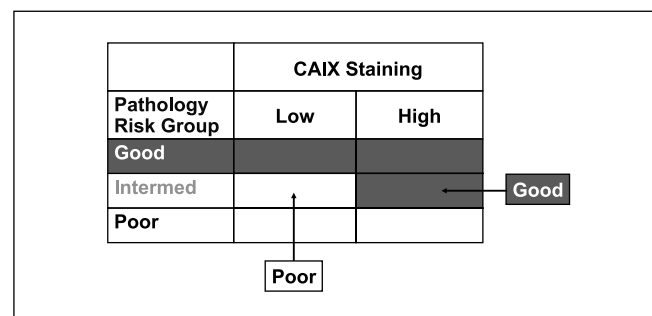 CAIX Staining
Pathology
Risk Group
Low
High
Good
Intermed
Good
Poor
Poor